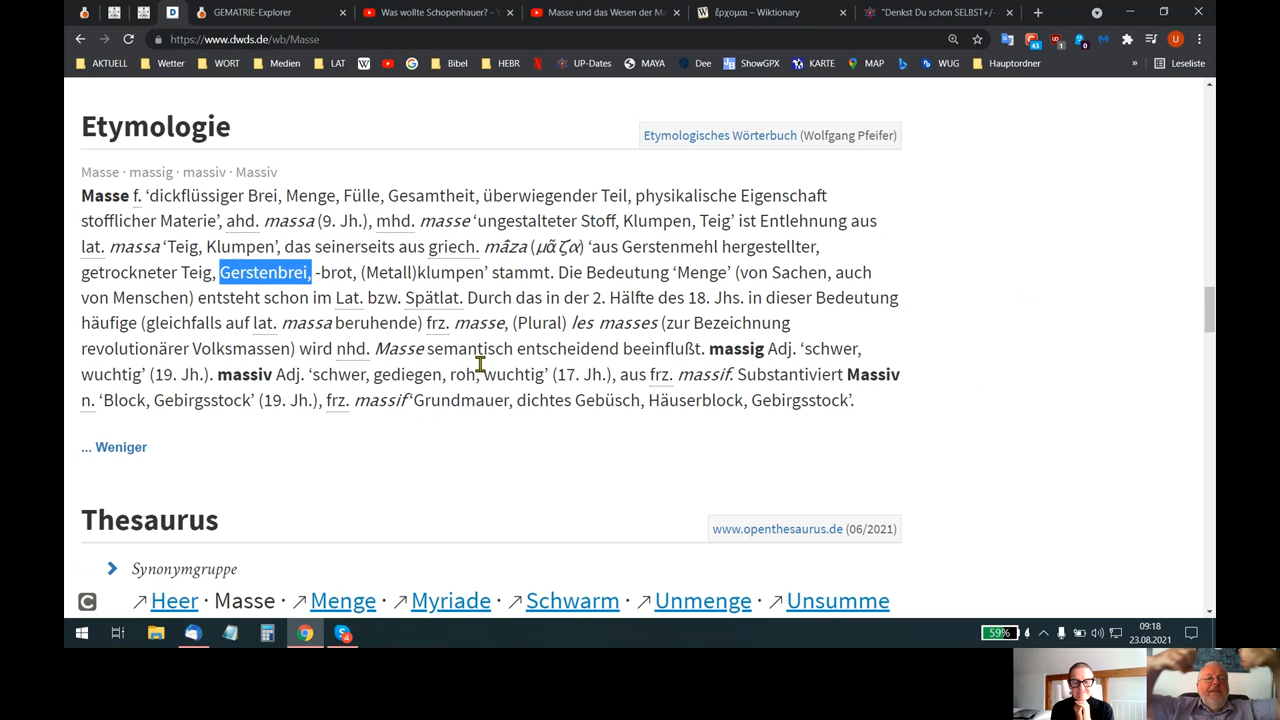 GEMATRIE-Explorer
Was wollte Schopenhauer? - 
Masse und das Wesen der Ma
ἔρχομαι – Wiktionary
"Denkst Du schon SELBST+/-
https://www.dwds.de/wb/Masse
AKTUELL Wetter WORT Medien LAT Bibel HEBR UP-Dates MAYA Dee ShowGPX KARTE MAP WUG Hauptordner » Leseliste
Etymologie
Etymologisches Wörterbuch (Wolfgang Pfeifer)
Masse · massig · massiv · Massiv
Masse f. ‘dickflüssiger Brei, Menge, Fülle, Gesamtheit, überwiegender Teil, physikalische Eigenschaft
stofflicher Materie’, ahd. massa (9. Jh.), mhd. masse ‘ungestalteter Stoff, Klumpen, Teig’ ist Entlehnung aus
lat. massa ‘Teig, Klumpen’, das seinerseits aus griech. mā̂za (μᾶζα) ‘aus Gerstenmehl hergestellter,
getrockneter Teig, Gerstenbrei, -brot, (Metall)klumpen’ stammt. Die Bedeutung ‘Menge’ (von Sachen, auch
von Menschen) entsteht schon im Lat. bzw. Spätlat. Durch das in der 2. Hälfte des 18. Jhs. in dieser Bedeutung
häufige (gleichfalls auf lat. massa beruhende) frz. masse, (Plural) les masses (zur Bezeichnung
revolutionärer Volksmassen) wird nhd. Masse semantisch entscheidend beeinflußt. massig Adj. ‘schwer,
wuchtig’ (19. Jh.). massiv Adj. ‘schwer, gediegen, roh, wuchtig’ (17. Jh.), aus frz. massif. Substantiviert Massiv
n. ‘Block, Gebirgsstock’ (19. Jh.), frz. massif ‘Grundmauer, dichtes Gebüsch, Häuserblock, Gebirgsstock’.
... Weniger
Thesaurus
www.openthesaurus.de (06/2021)
Synonymgruppe
Heer · Masse · Menge · Myriade · Schwarm · Unmenge · Unsumme
59%
09:18
23.08.2021